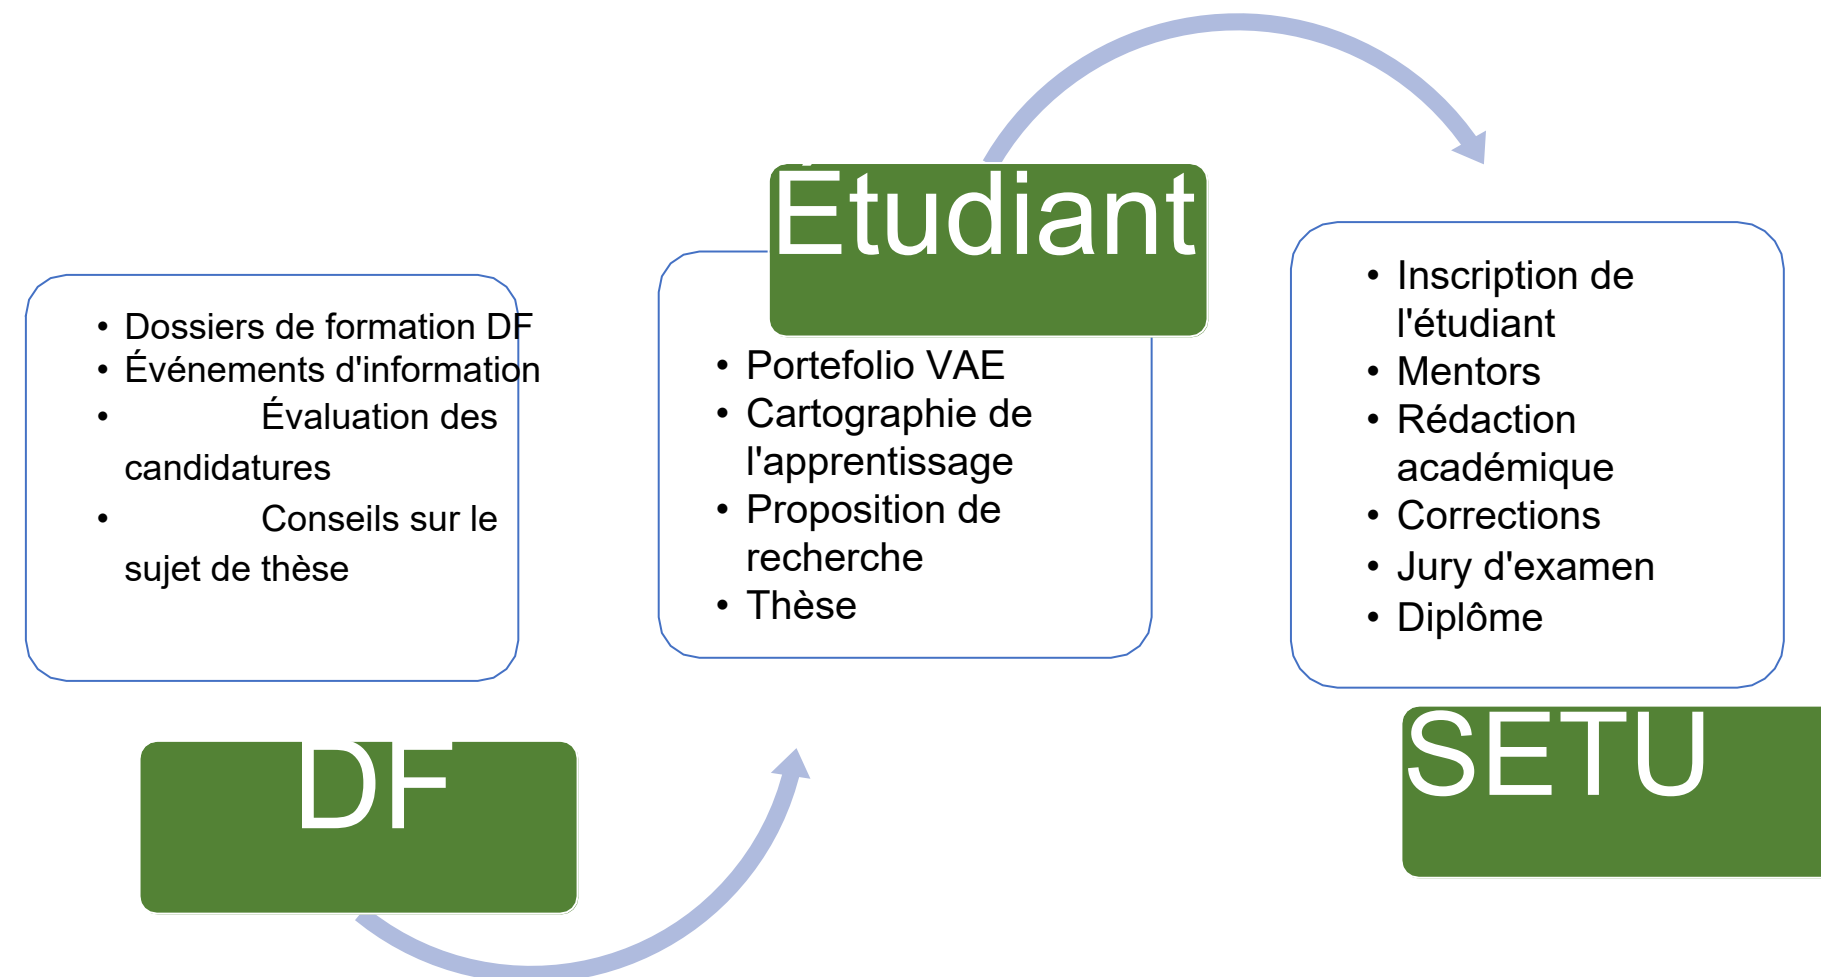 • Dossiers de formation DF
• Événements d'information
• Évaluation des
candidatures
• Conseils sur le
sujet de thèse
DF
Étudiant
• Portefolio VAE
• Cartographie de
l'apprentissage
• Proposition de
recherche
• Thèse
• Inscription de
l'étudiant
• Mentors
• Rédaction
académique
• Corrections
• Jury d'examen
• Diplôme
SETU